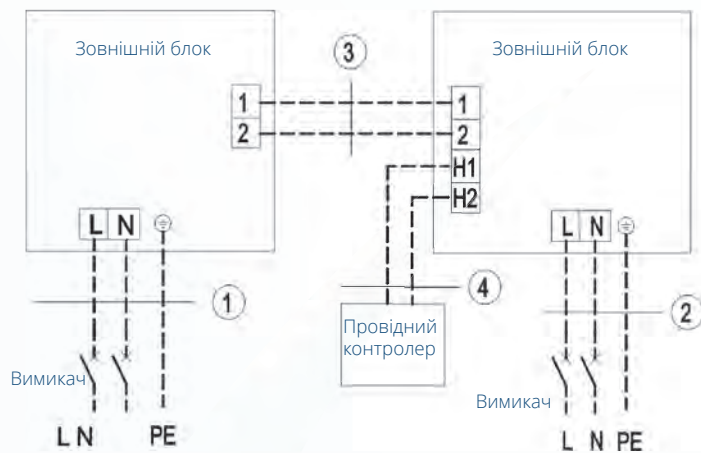 Зовнішній блок
Зовнішній блок
3
1
2
1
2
H1
H2
L N
L N
1
4
2
Провідний
контролер
Вимикач
Вимикач
L N PE
L N PE